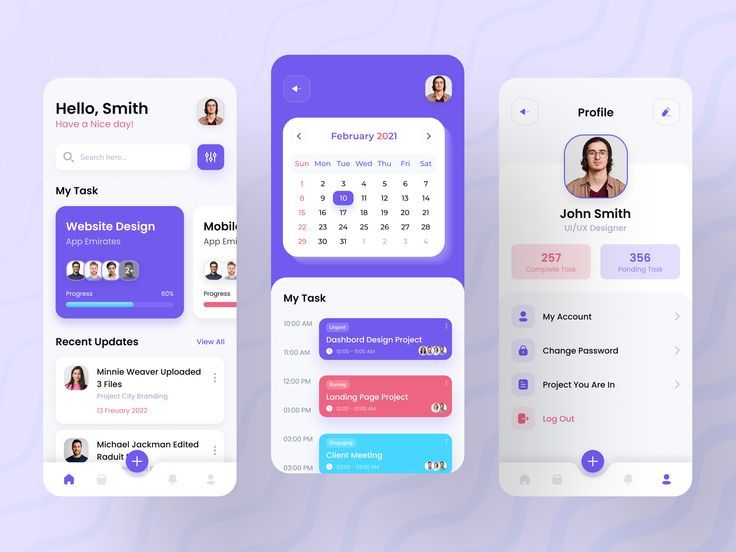 Hello, Smith
Have a Nice day!
Search here...
My Task
Website Design
App Emirates
2+
Progress 60%
Mobil
App Emir
Progress
Recent Updates View All
Minnie Weaver Uploaded
3 Files
Project City Branding
13 Freuary 2022
Michael Jackman Edited
Raduit
February 2021
Sun Mon Tue Wed Thu Fri Sat
1 2 3 4 5 6 7
8 9 10 11 12 13 14
15 16 17 18 19 20 21
22 23 24 25 26 27 28
29 30 31 1 2 3 4
My Task
10:00 AM
Urgent
Dashbord Design Project
10:00 - 11:00 AM
11:00 AM
12:00 PM
Runing
Landing Page Project
12:00 - 01:00 AM
01:00 PM
02:00 PM
Ongoging
Client Meeting
03:00 - 03:00 AM
03:00 PM
Profile
John Smith
UI/UX Designer
257
Complete Task
356
Panding Task
My Account
Change Password
Project You Are In
Log Out